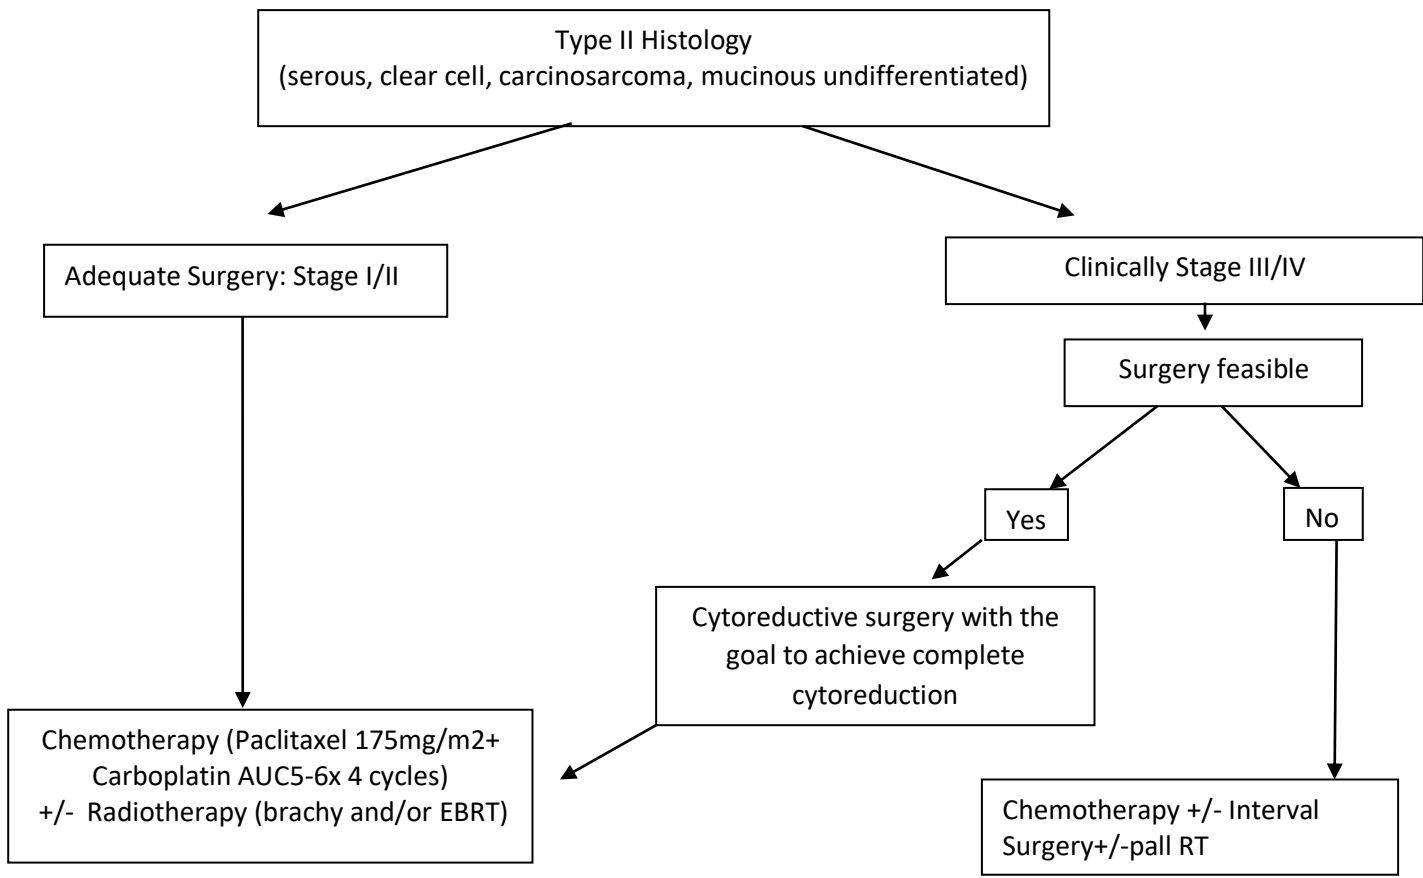 Type II Histology
(serous, clear cell, carcinosarcoma, mucinous undifferentiated)
Adequate Surgery: Stage I/II
Clinically Stage III/IV
Surgery feasible
Yes
No
Cytoreductive surgery with the
goal to achieve complete
cytoreduction
Chemotherapy (Paclitaxel 175mg/m2+
Carboplatin AUC5-6x 4 cycles)
+/- Radiotherapy (brachy and/or EBRT)
Chemotherapy +/- Interval
Surgery+/-pall RT